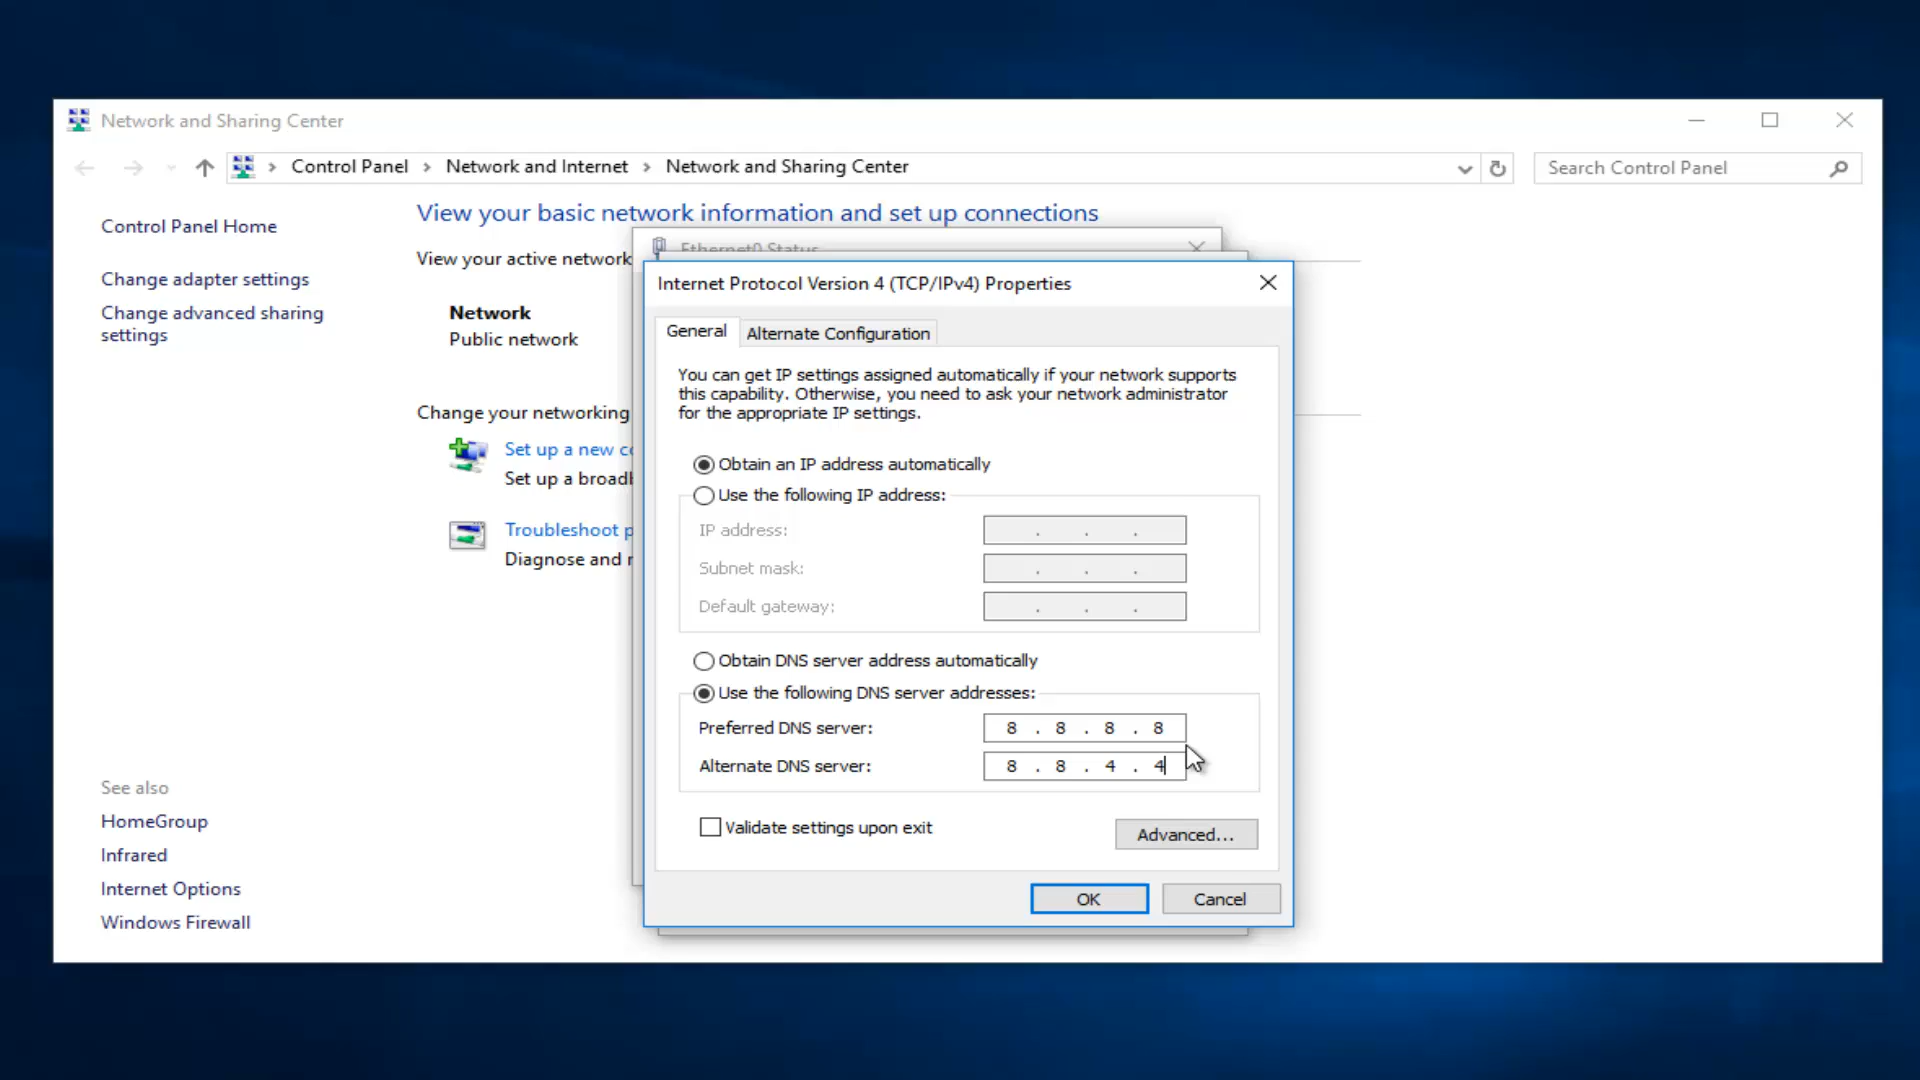 Network and Sharing Center
Control Panel > Network and Internet > Network and Sharing Center
Search Control Panel
Control Panel Home
Change adapter settings
Change advanced sharing
settings
See also
HomeGroup
Infrared
Internet Options
Windows Firewall
View your basic network information and set up connections
View your active network
Network
Public network
Change your networking
Set up a new
Set up a
Troubleshoot
Diagnose and
Ethernet0 Status
Internet Protocol Version 4 (TCP/IPv4) Properties
General
Alternate Configuration
You can get IP settings assigned automatically if your network supports
this capability. Otherwise, you need to ask your network administrator
for the appropriate IP settings.
Obtain an IP address automatically
Use the following IP address:
IP address: . . .
Subnet mask: . . .
Default gateway: . . .
Obtain DNS server address automatically
Use the following DNS server addresses:
Preferred DNS server: 8 . 8 . 8 . 8
Alternate DNS server: 8 . 8 . 4 . 4
Validate settings upon exit
Advanced...
OK
Cancel